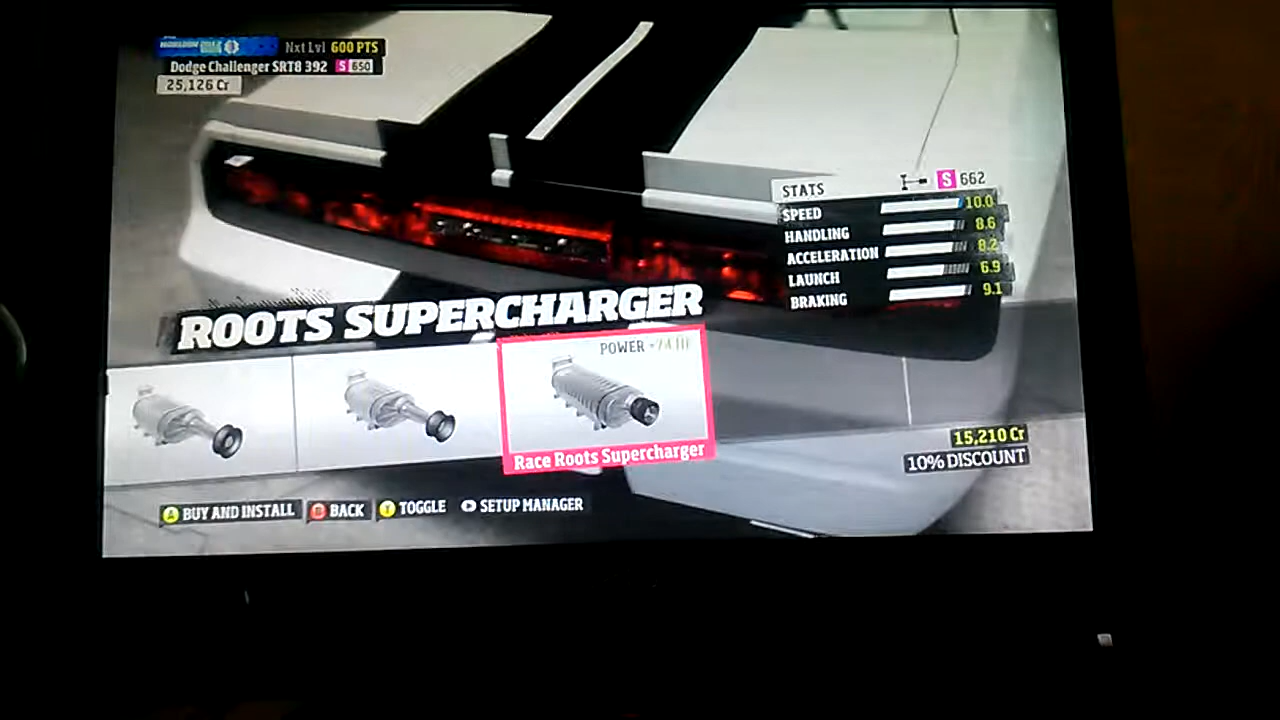 HORIZON
Nxt Lvl 600 PTS
Dodge Challenger SRT8 392 S 650
25,126 Cr
STATS S 662
SPEED 10.0
HANDLING 8.6
ACCELERATION 8.2
LAUNCH 6.9
BRAKING 9.1
ROOTS SUPERCHARGER
POWER
Race Roots Supercharger
15,210 Cr
10% DISCOUNT
A BUY AND INSTALL B BACK Y TOGGLE SETUP MANAGER